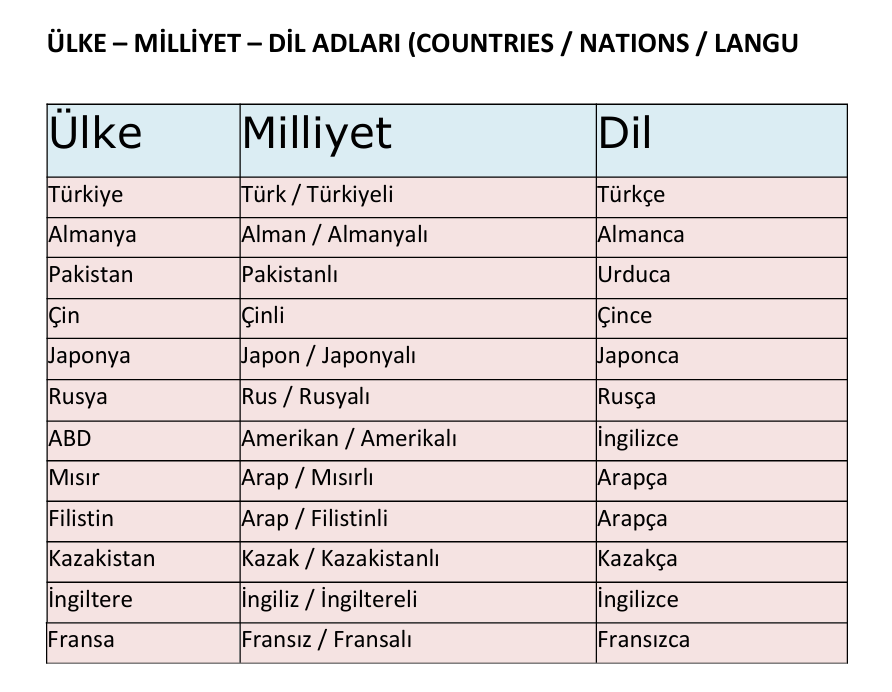 ÜLKE – MİLLİYET – DİL ADLARI (COUNTRIES / NATIONS / LANGU
Ülke Milliyet Dil
Türkiye Türk / Türkiyeli Türkçe
Almanya Alman / Almanyalı Almanca
Pakistan Pakistanlı Urduca
Çin Çinli Çince
Japonya Japon / Japonyalı Japonca
Rusya Rus / Rusyalı Rusça
ABD Amerikan / Amerikalı İngilizce
Mısır Arap / Mısırlı Arapça
Filistin Arap / Filistinli Arapça
Kazakistan Kazak / Kazakistanlı Kazakça
İngiltere İngiliz / İngiltereli İngilizce
Fransa Fransız / Fransalı Fransızca